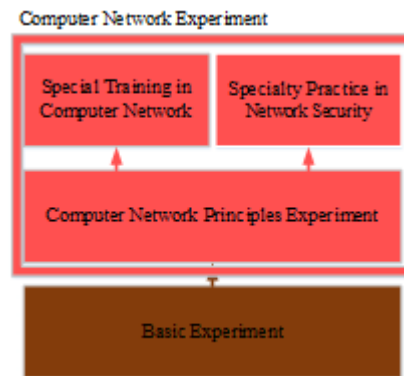 Computer Network Experiment
Special Training in
Computer Network
Specialty Practice in
Network Security
Computer Network Principles Experiment
Basic Experiment